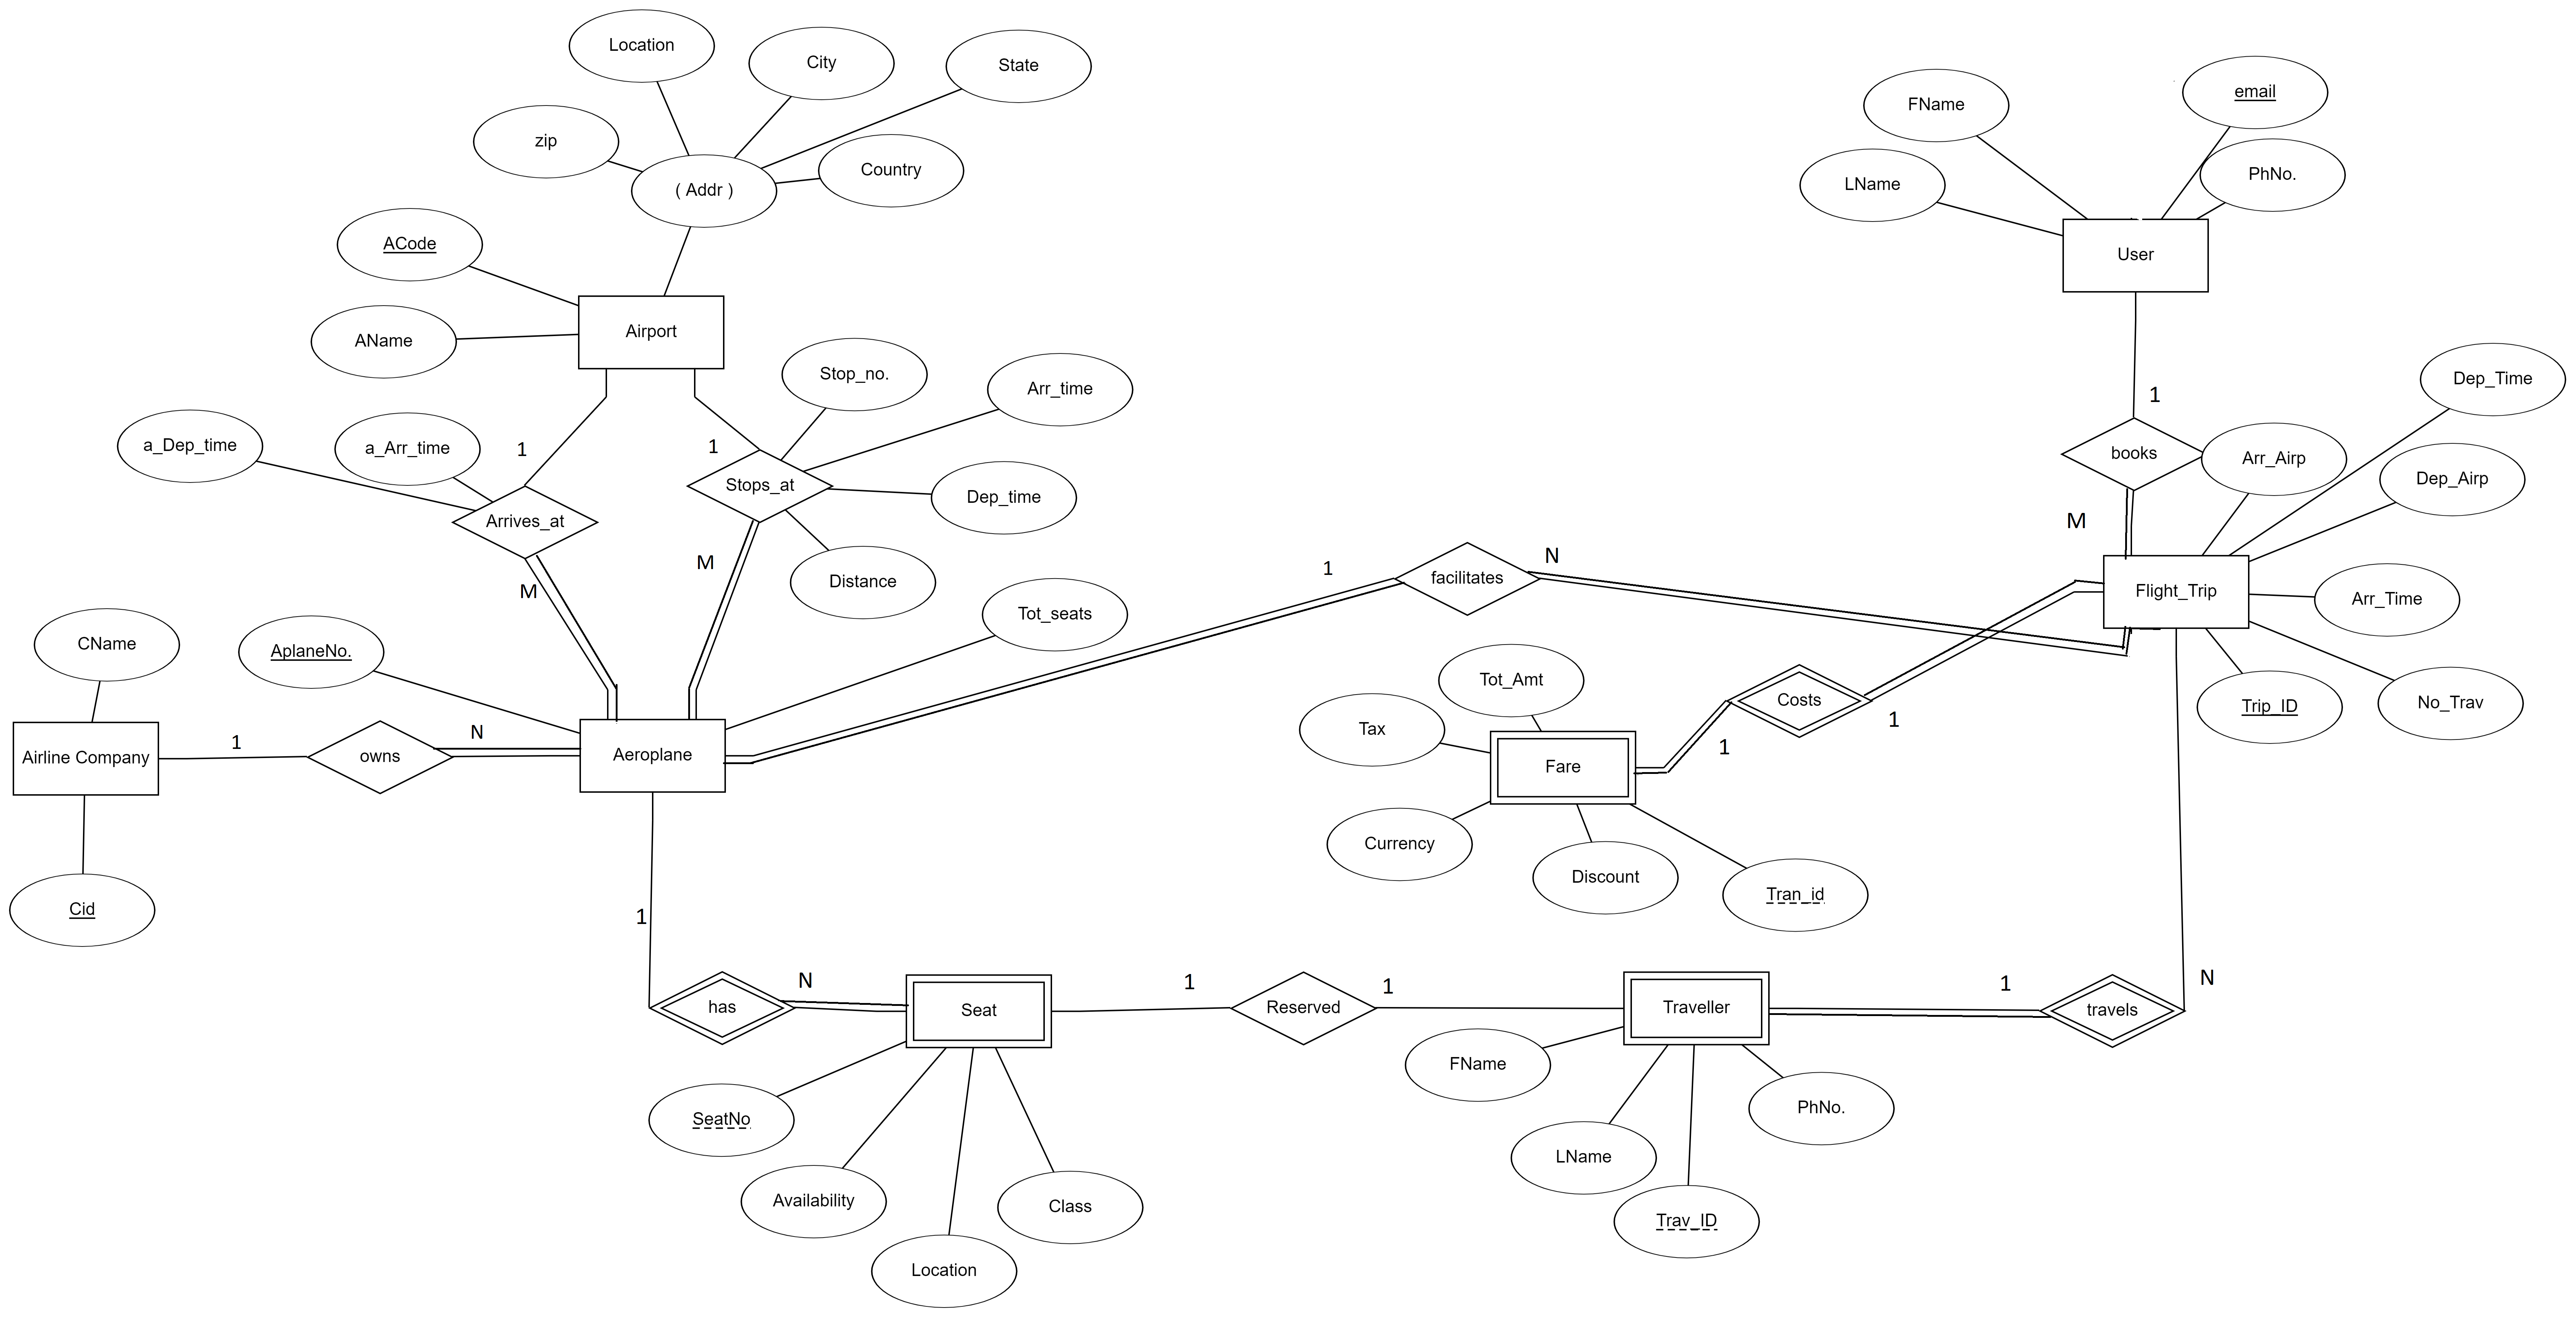 Location
City
State
zip
Country
( Addr )
ACode
Airport
AName
FName
email
LName
PhNo.
User
Stop_no.
Arr_time
a_Dep_time
a_Arr_time
1
1
Stops_at
Dep_time
Arrives_at
M
M
Distance
Tot_seats
1
books
Arr_Airp
Dep_Time
Dep_Airp
M
Flight_Trip
Arr_Time
Trip_ID
No_Trav
1
facilitates
N
CName
AplaneNo.
Airline Company
1
owns
N
Aeroplane
Tot_Amt
Tax
Costs
1
1
Fare
Currency
Discount
Tran_id
Cid
1
has
N
Seat
1
Reserved
1
Traveller
1
travels
N
SeatNo
Availability
Location
Class
FName
LName
Trav_ID
PhNo.